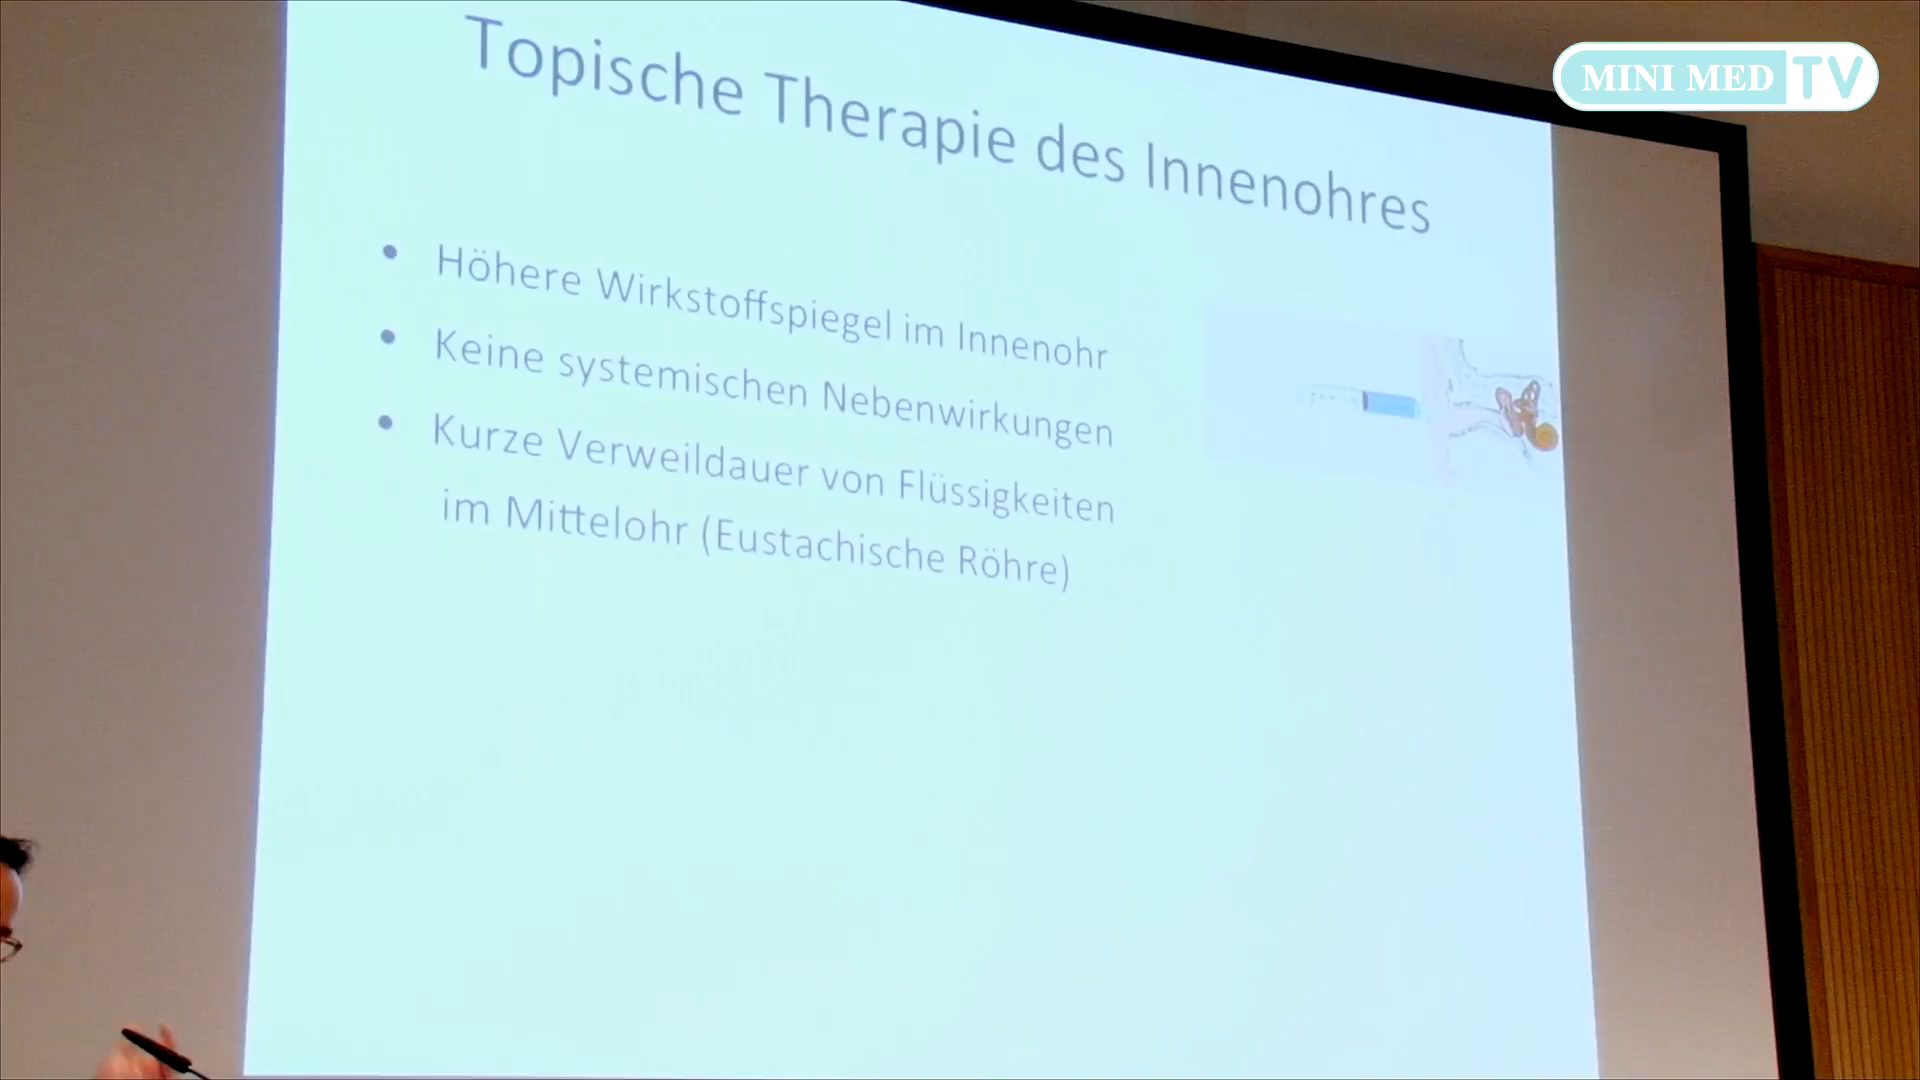 MINI MED TV
Topische Therapie des Innenohres
• Höhere Wirkstoffspiegel im Innenohr
• Keine systemischen Nebenwirkungen
• Kurze Verweildauer von Flüssigkeiten
im Mittelohr (Eustachische Röhre)